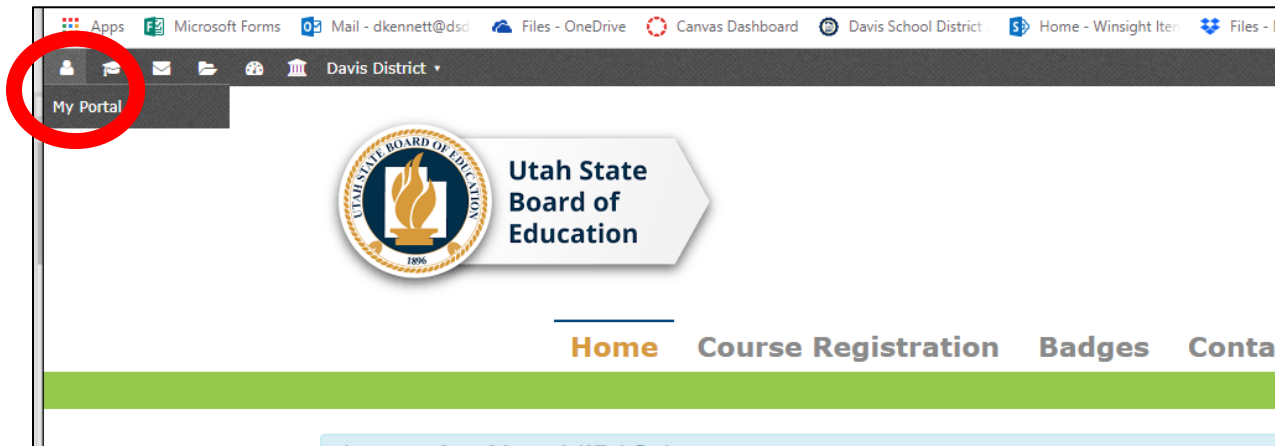 Apps Microsoft Forms Mail - dkennett@dsd Files - OneDrive Canvas Dashboard Davis School District Home - Winsight Iten Files -
Davis District
My Portal
UTAH STATE BOARD OF EDUCATION
1896
Utah State
Board of
Education
Home Course Registration Badges Conta